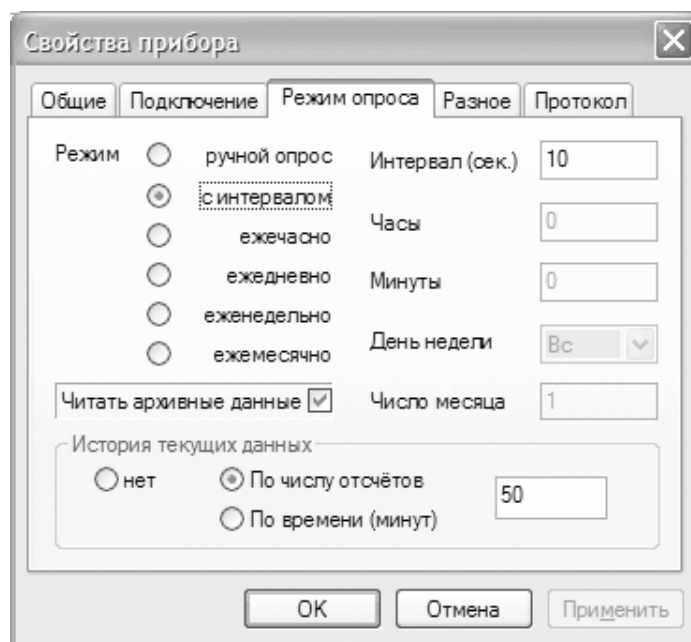 Свойства прибора
Общие Подключение Режим опроса Разное Протокол
Режим ручной опрос Интервал (сек.) 10
с интервалом
ежечасно Часы 0
ежедневно Минуты 0
еженедельно
ежемесячно День недели Вс
Читать архивные данные Число месяца 1
История текущих данных
нет По числу отсчётов 50
По времени (минут)
OK Отмена Применить